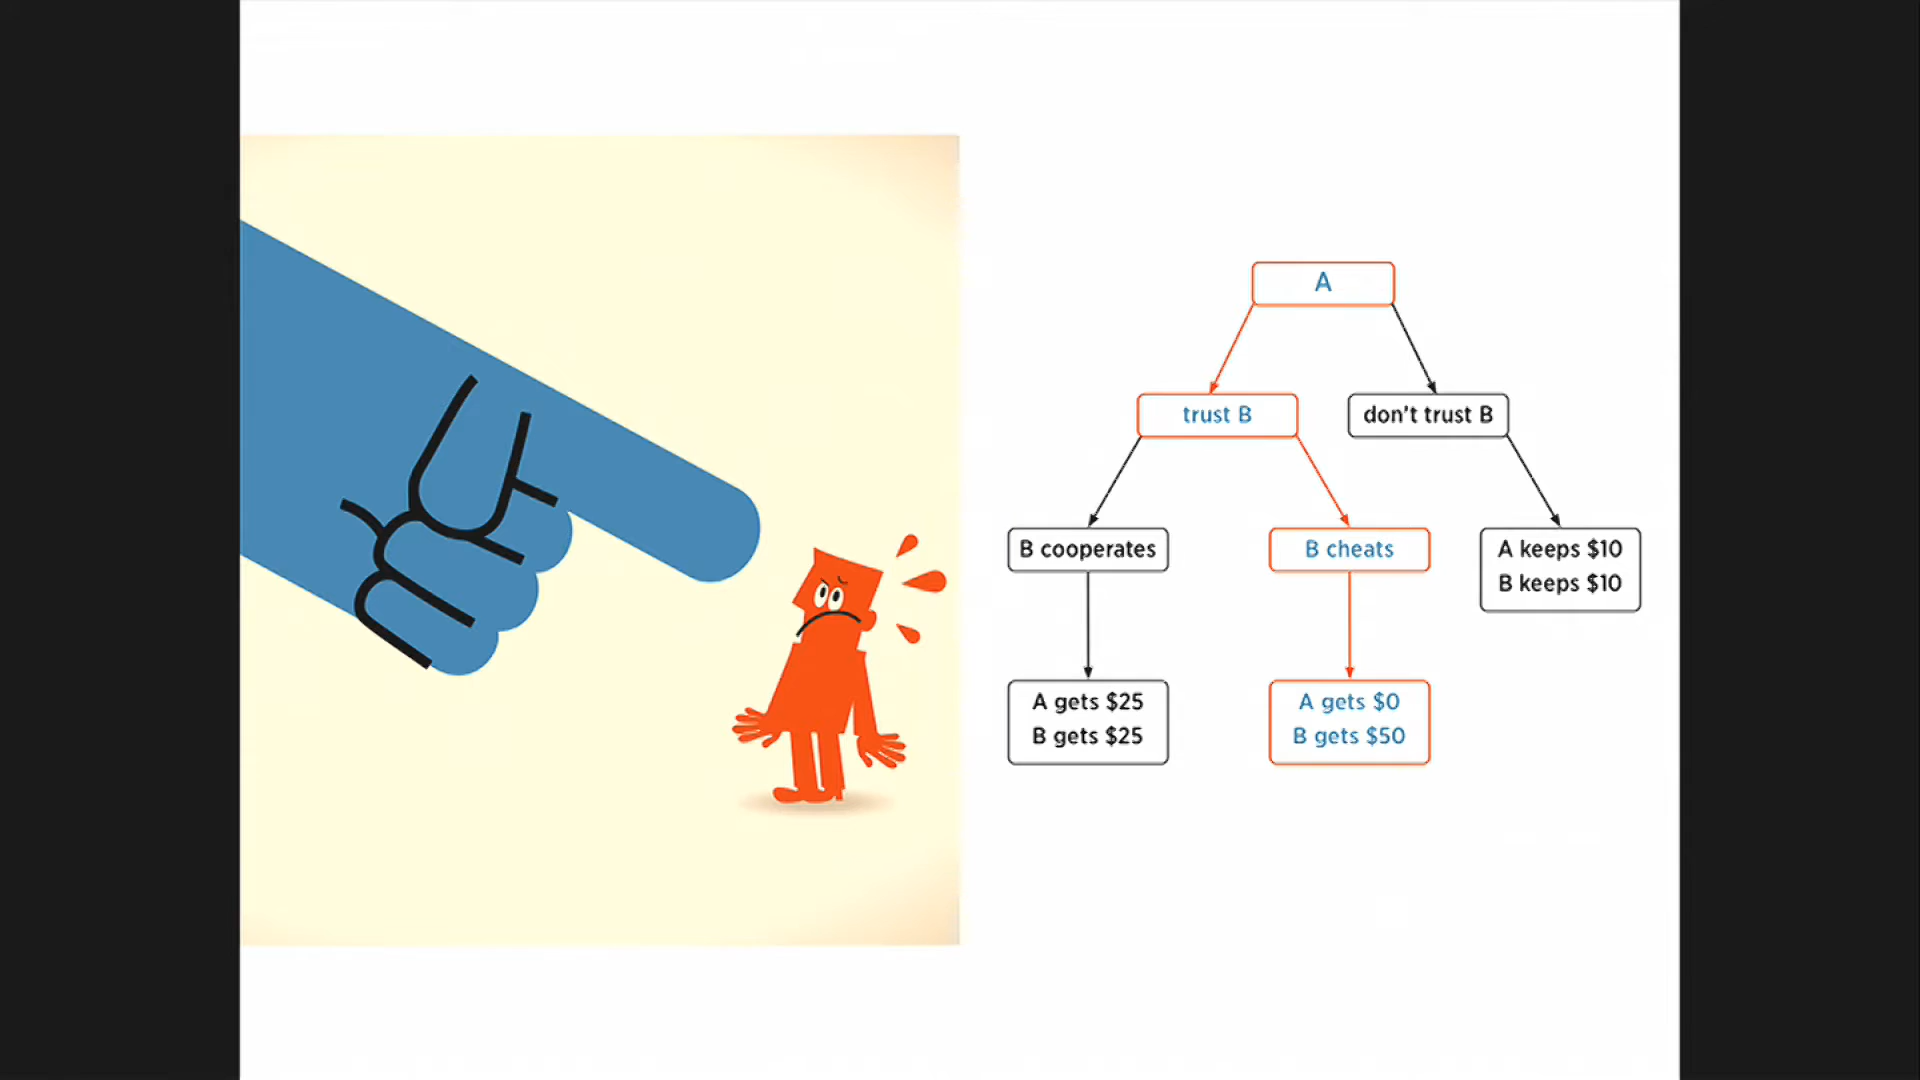 A
trust B
don't trust B
B cooperates
B cheats
A keeps $10
B keeps $10
A gets $25
B gets $25
A gets $0
B gets $50